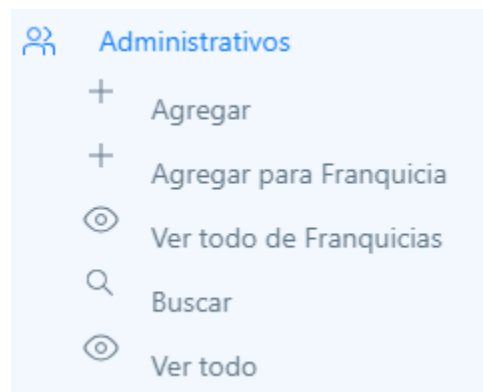 Administrativos
Agregar
Agregar para Franquicia
Ver todo de Franquicias
Buscar
Ver todo